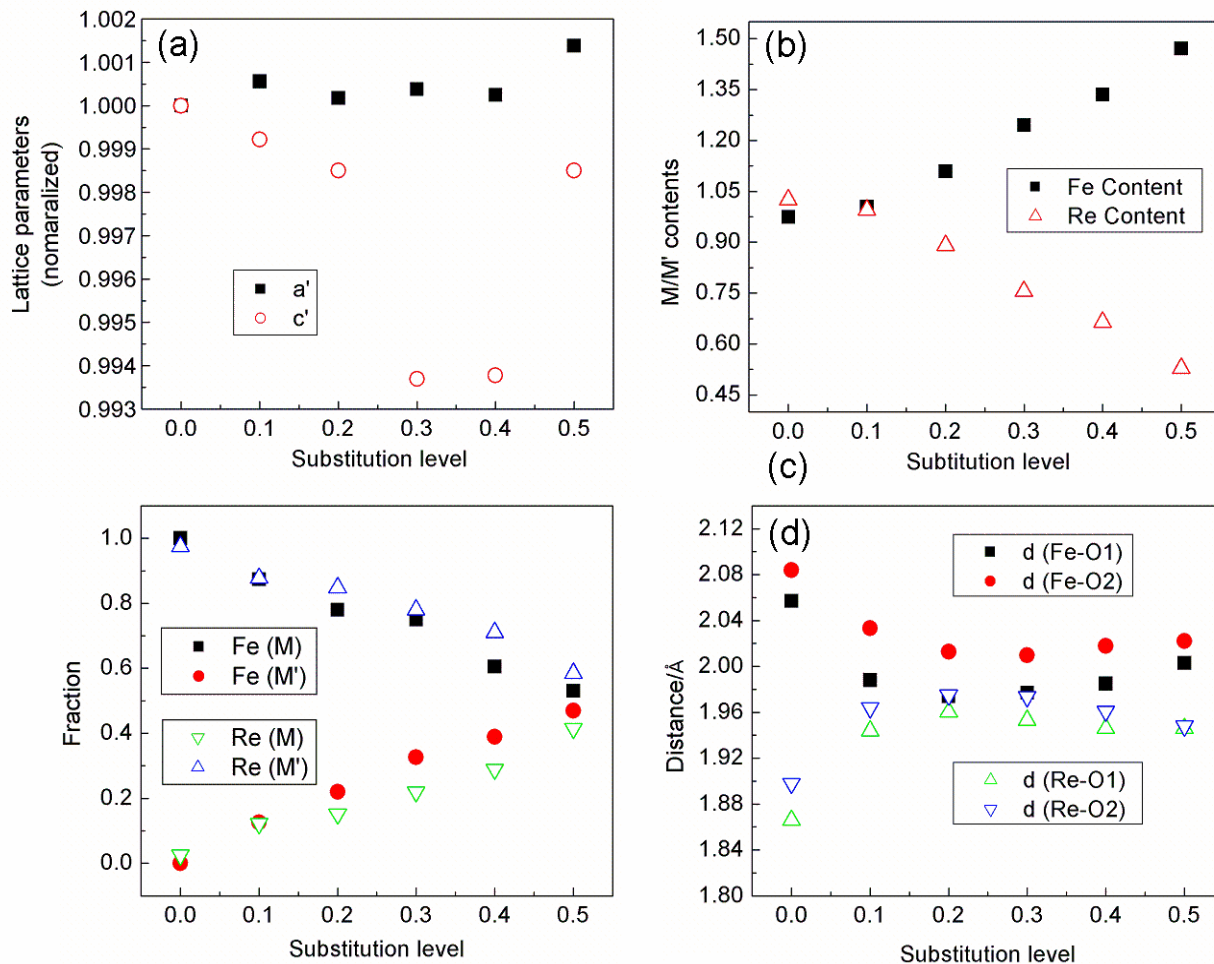 (a)
1.002
1.001
1.000
0.999
0.998
0.997
0.996
0.995
0.994
0.993
Lattice parameters
(nomaralized)
a'
c'
0.0 0.1 0.2 0.3 0.4 0.5
Substitution level
(b)
1.50
1.35
1.20
1.05
0.90
0.75
0.60
0.45
M/M' contents
Fe Content
Re Content
0.0 0.1 0.2 0.3 0.4 0.5
Subtitution level
(c)
1.0
0.8
0.6
0.4
0.2
0.0
Fraction
Fe (M)
Fe (M')
Re (M)
Re (M')
0.0 0.1 0.2 0.3 0.4 0.5
Substitution level
(d)
2.12
2.08
2.04
2.00
1.96
1.92
1.88
1.84
1.80
Distance/Å
d (Fe-O1)
d (Fe-O2)
d (Re-O1)
d (Re-O2)
0.0 0.1 0.2 0.3 0.4 0.5
Substitution level